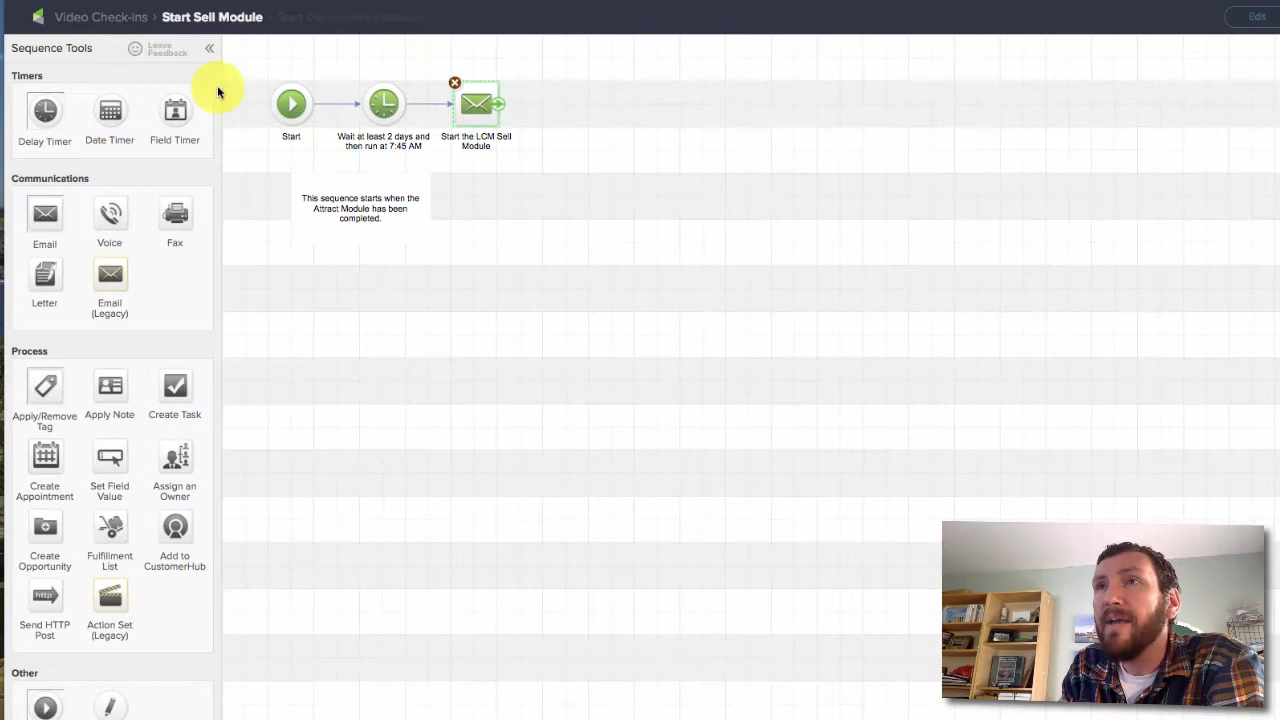 Video Check-ins › Start Sell Module ›
Edit
Sequence Tools
Leave
Feedback
«
Timers
Delay Timer
Date Timer
Field Timer
Communications
Email
Voice
Fax
Letter
Email
(Legacy)
Process
Apply/Remove
Tag
Apply Note
Create Task
Create
Appointment
Set Field
Value
Assign an
Owner
Create
Opportunity
Fulfillment
List
Add to
CustomerHub
http:
Send HTTP
Post
Action Set
(Legacy)
Other
Start
Wait at least 2 days and
then run at 7:45 AM
Start the LCM Sell
Module
This sequence starts when the
Attract Module has been
completed.